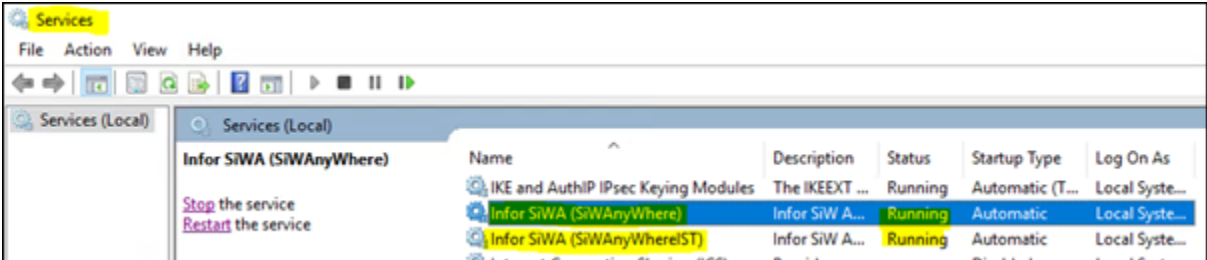 Services
File Action View Help
Services (Local)
Services (Local)
Infor SiWA (SiWAnyWhere)
Stop the service
Restart the service
Name Description Status Startup Type Log On As
IKE and AuthIP IPsec Keying Modules The IKEEXT ... Running Automatic (T... Local Syste...
Infor SiWA (SiWAnyWhere) Infor SiW A... Running Automatic Local Syste...
Infor SiWA (SiWAnyWhereIST) Infor SiW A... Running Automatic Local Syste...